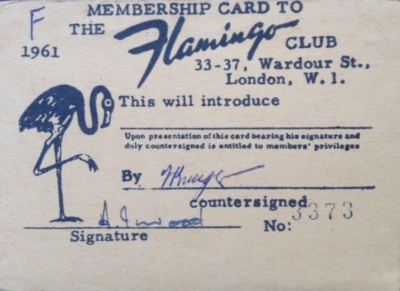 MEMBERSHIP CARD TO
F THE Flamingo CLUB
1961
33-37, Wardour St.,
London, W.1.
This will introduce
Upon presentation of this card bearing his signature and
duly countersigned is entitled to members' privileges
By
countersigned
Signature
No: 3373